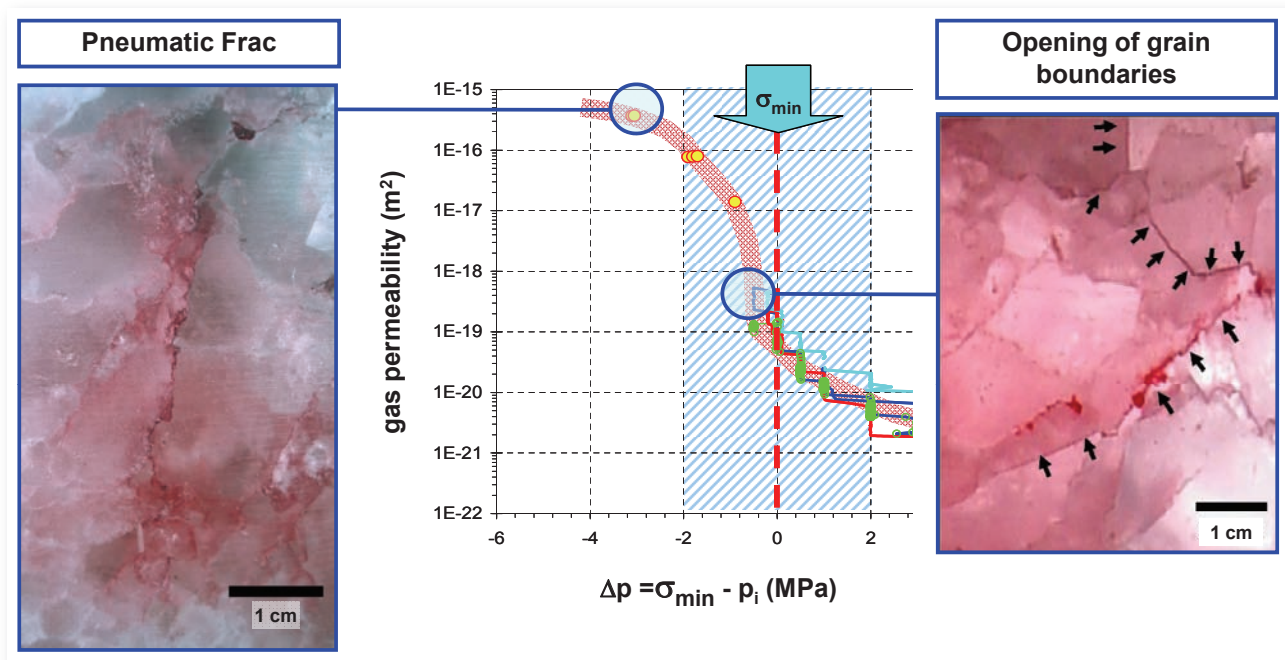 Pneumatic Frac
Opening of grain
boundaries
σmin
gas permeability (m²)
1E-15
1E-16
1E-17
1E-18
1E-19
1E-20
1E-21
1E-22
-6
-4
-2
0
2
Δp =σmin - pi (MPa)
1 cm
1 cm